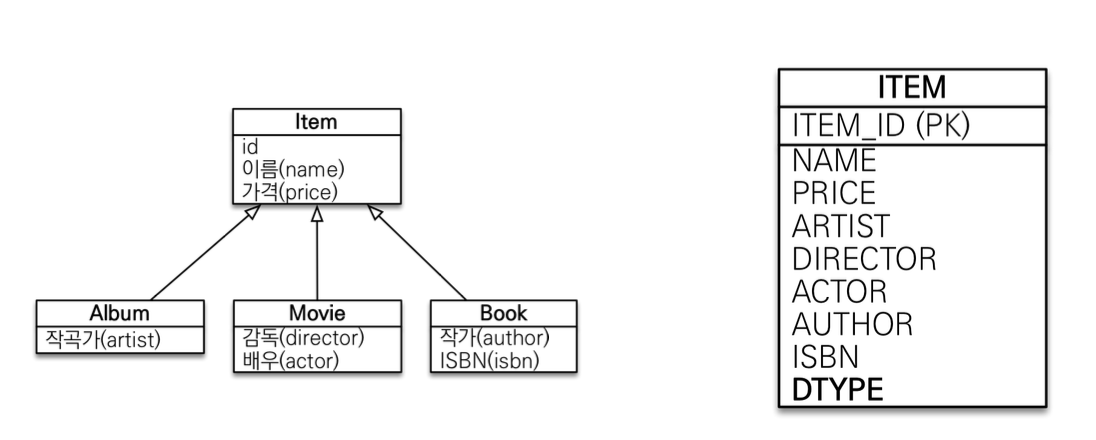 Item
id
이름(name)
가격(price)
Album
작곡가(artist)
Movie
감독(director)
배우(actor)
Book
작가(author)
ISBN(isbn)
ITEM
ITEM_ID (PK)
NAME
PRICE
ARTIST
DIRECTOR
ACTOR
AUTHOR
ISBN
DTYPE